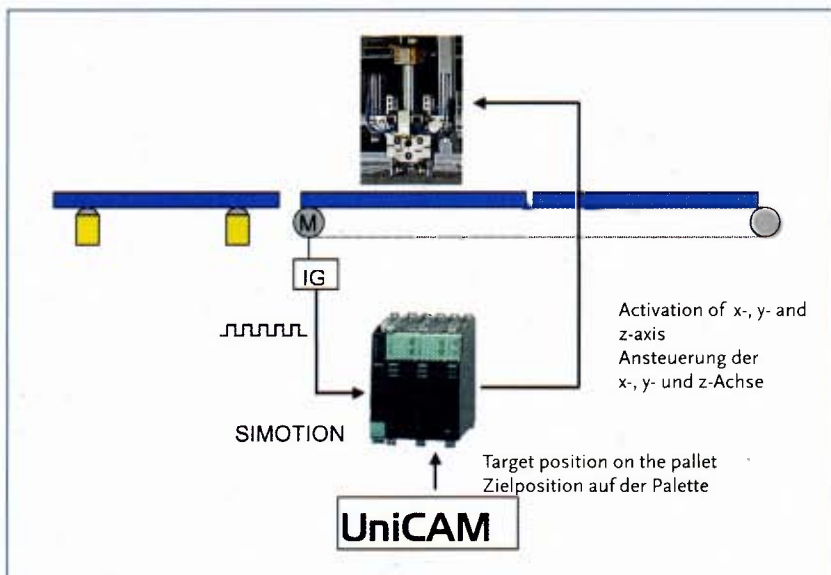 M
IG
Activation of x-, y- and
z-axis
Ansteuerung der
x-, y- und z-Achse
SIMOTION
Target position on the pallet
Zielposition auf der Palette
UniCAM